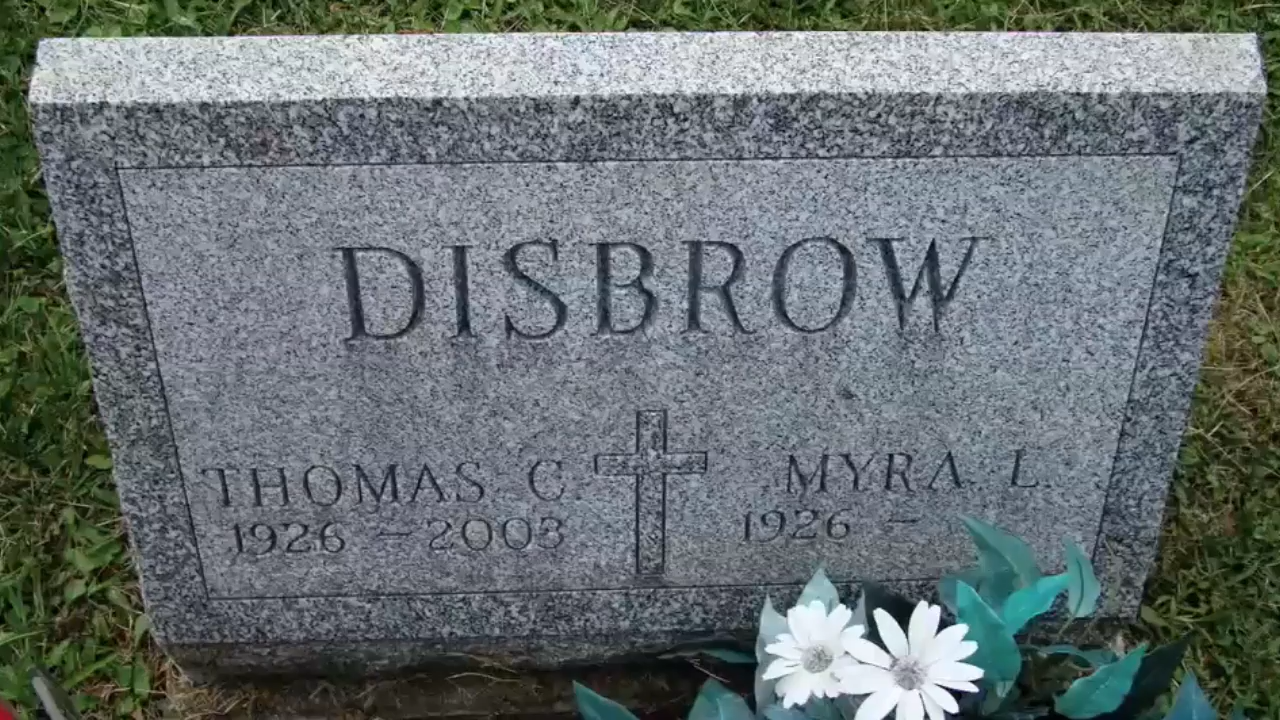 DISBROW
THOMAS C
1926 – 2003
MYRA L
1926 –